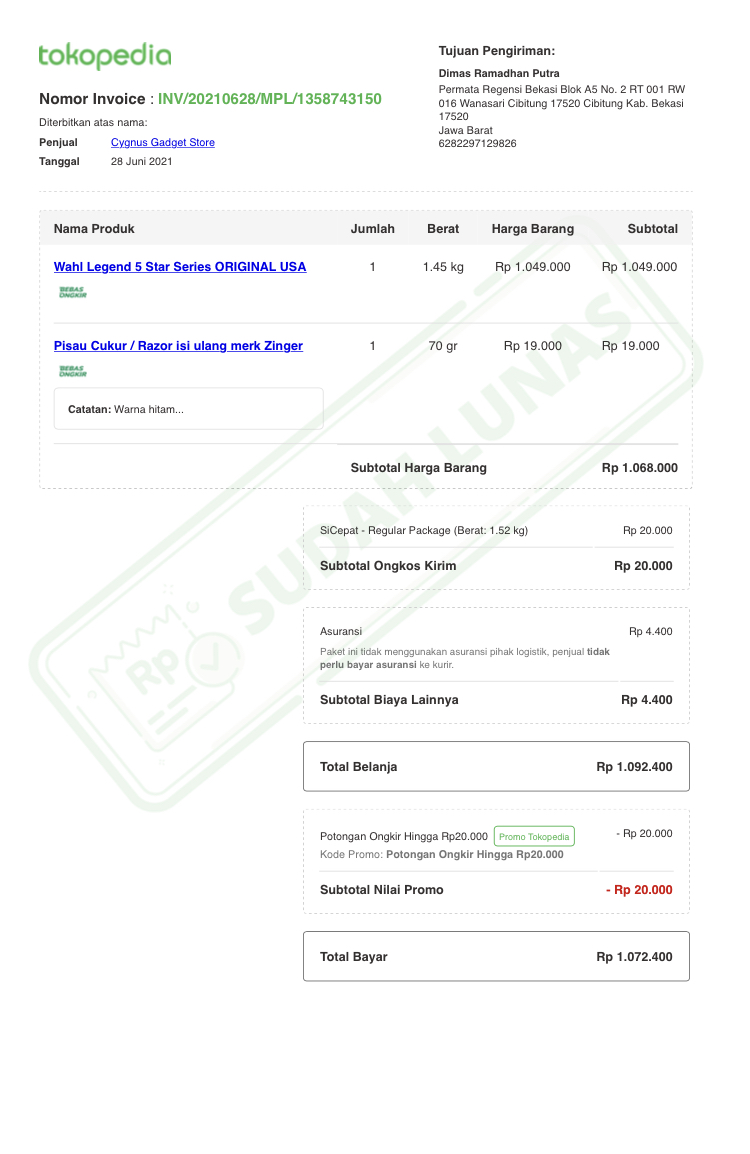 tokopedia
Nomor Invoice : INV/20210628/MPL/1358743150
Diterbitkan atas nama:
Penjual Cygnus Gadget Store
Tanggal 28 Juni 2021
Tujuan Pengiriman:
Dimas Ramadhan Putra
Permata Regensi Bekasi Blok A5 No. 2 RT 001 RW
016 Wanasari Cibitung 17520 Cibitung Kab. Bekasi
17520
Jawa Barat
6282297129826
Nama Produk Jumlah Berat Harga Barang Subtotal
Wahl Legend 5 Star Series ORIGINAL USA 1 1.45 kg Rp 1.049.000 Rp 1.049.000
BEBAS
ONGKIR
Pisau Cukur / Razor isi ulang merk Zinger 1 70 gr Rp 19.000 Rp 19.000
BEBAS
ONGKIR
Catatan: Warna hitam...
Subtotal Harga Barang Rp 1.068.000
SiCepat - Regular Package (Berat: 1.52 kg) Rp 20.000
Subtotal Ongkos Kirim Rp 20.000
Asuransi Rp 4.400
Paket ini tidak menggunakan asuransi pihak logistik, penjual tidak
perlu bayar asuransi ke kurir.
Subtotal Biaya Lainnya Rp 4.400
Total Belanja Rp 1.092.400
Potongan Ongkir Hingga Rp20.000 Promo Tokopedia - Rp 20.000
Kode Promo: Potongan Ongkir Hingga Rp20.000
Subtotal Nilai Promo - Rp 20.000
Total Bayar Rp 1.072.400
Rp SUDAH LUNAS